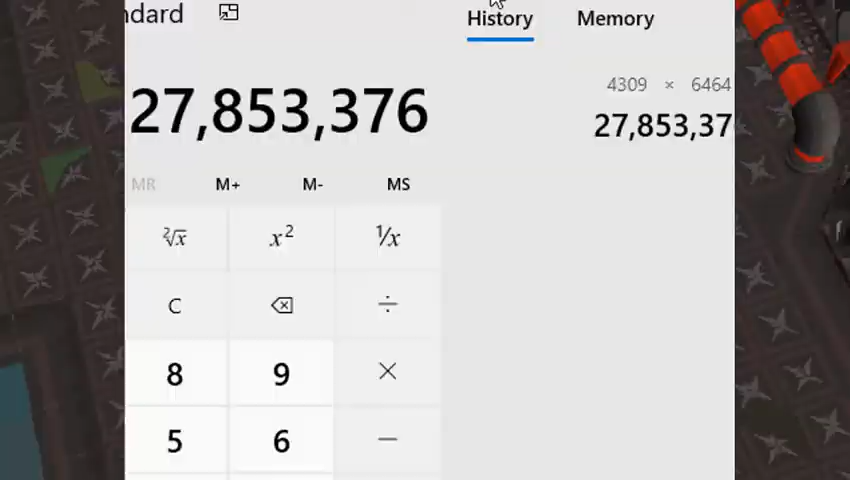 ndard
History Memory
27,853,376
4309 × 6464
27,853,37
MR M+ M- MS
²√x x² ¹/x
C ÷
8 9 ×
5 6 −